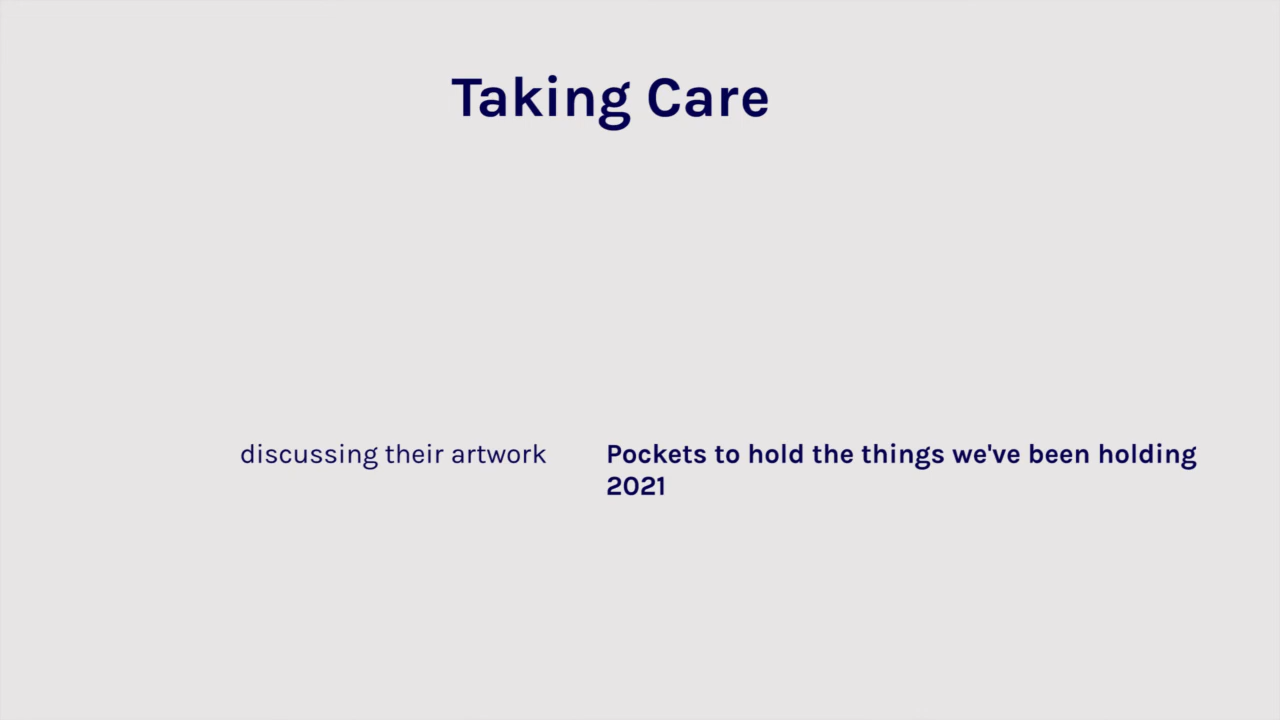 Taking Care
discussing their artwork
Pockets to hold the things we've been holding
2021